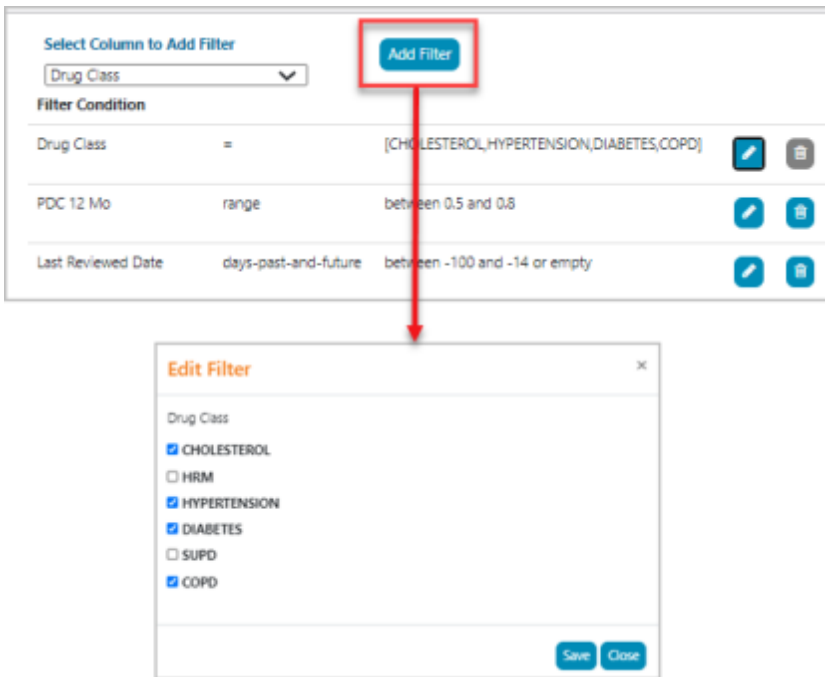 Select Column to Add Filter
Add Filter
Drug Class
Filter Condition
Drug Class = [CHOLESTEROL,HYPERTENSION,DIABETES,COPD]
PDC 12 Mo range between 0.5 and 0.8
Last Reviewed Date days-past-and-future between -100 and -14 or empty
Edit Filter ×
Drug Class
CHOLESTEROL
HRM
HYPERTENSION
DIABETES
SUPD
COPD
Save Close